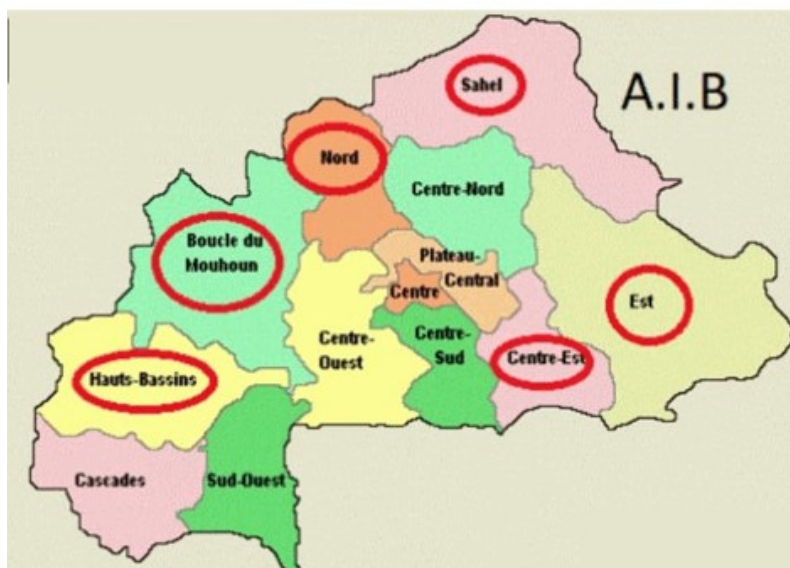 Sahel
A.I.B
Nord
Centre-Nord
Boucle du
Mouhoun
Plateau-
Central
Centre
Est
Centre-
Ouest
Centre-
Sud
Centre-Est
Hauts-Bassins
Cascades
Sud-Ouest